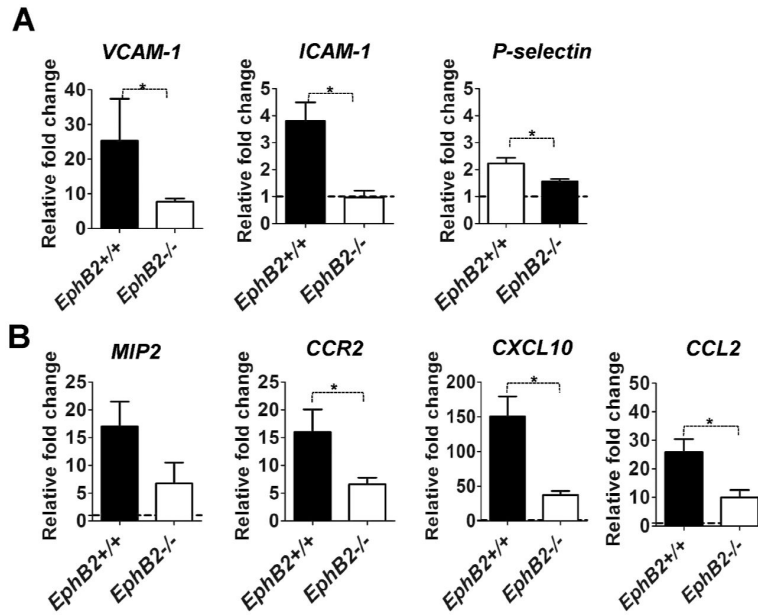 A
VCAM-1
ICAM-1
P-selectin
Relative fold change
40
30
20
10
0
*
EphB2+/+
EphB2-/-
Relative fold change
5
4
3
2
1
0
*
EphB2+/+
EphB2-/-
Relative fold change
5
4
3
2
1
0
*
EphB2+/+
EphB2-/-
B
MIP2
CCR2
CXCL10
CCL2
Relative fold change
25
20
15
10
5
0
EphB2+/+
EphB2-/-
Relative fold change
25
20
15
10
5
0
*
EphB2+/+
EphB2-/-
Relative fold change
200
150
100
50
0
*
EphB2+/+
EphB2-/-
Relative fold change
50
40
30
20
10
0
*
EphB2+/+
EphB2-/-